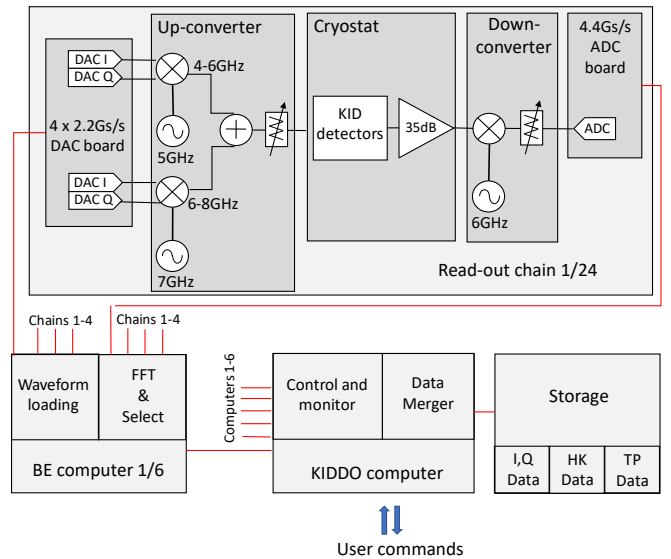 Up-converter
Cryostat
Down-
converter
4.4Gs/s
ADC
board
DAC I
DAC Q
4-6GHz
4 x 2.2Gs/s
DAC board
5GHz
KID
detectors
35dB
ADC
DAC I
DAC Q
6-8GHz
6GHz
7GHz
Read-out chain 1/24
Chains 1-4
Chains 1-4
Waveform
loading
FFT
&
Select
BE computer 1/6
Computers 1-6
Control and
monitor
Data
Merger
KIDDO computer
Storage
I,Q
Data
HK
Data
TP
Data
User commands